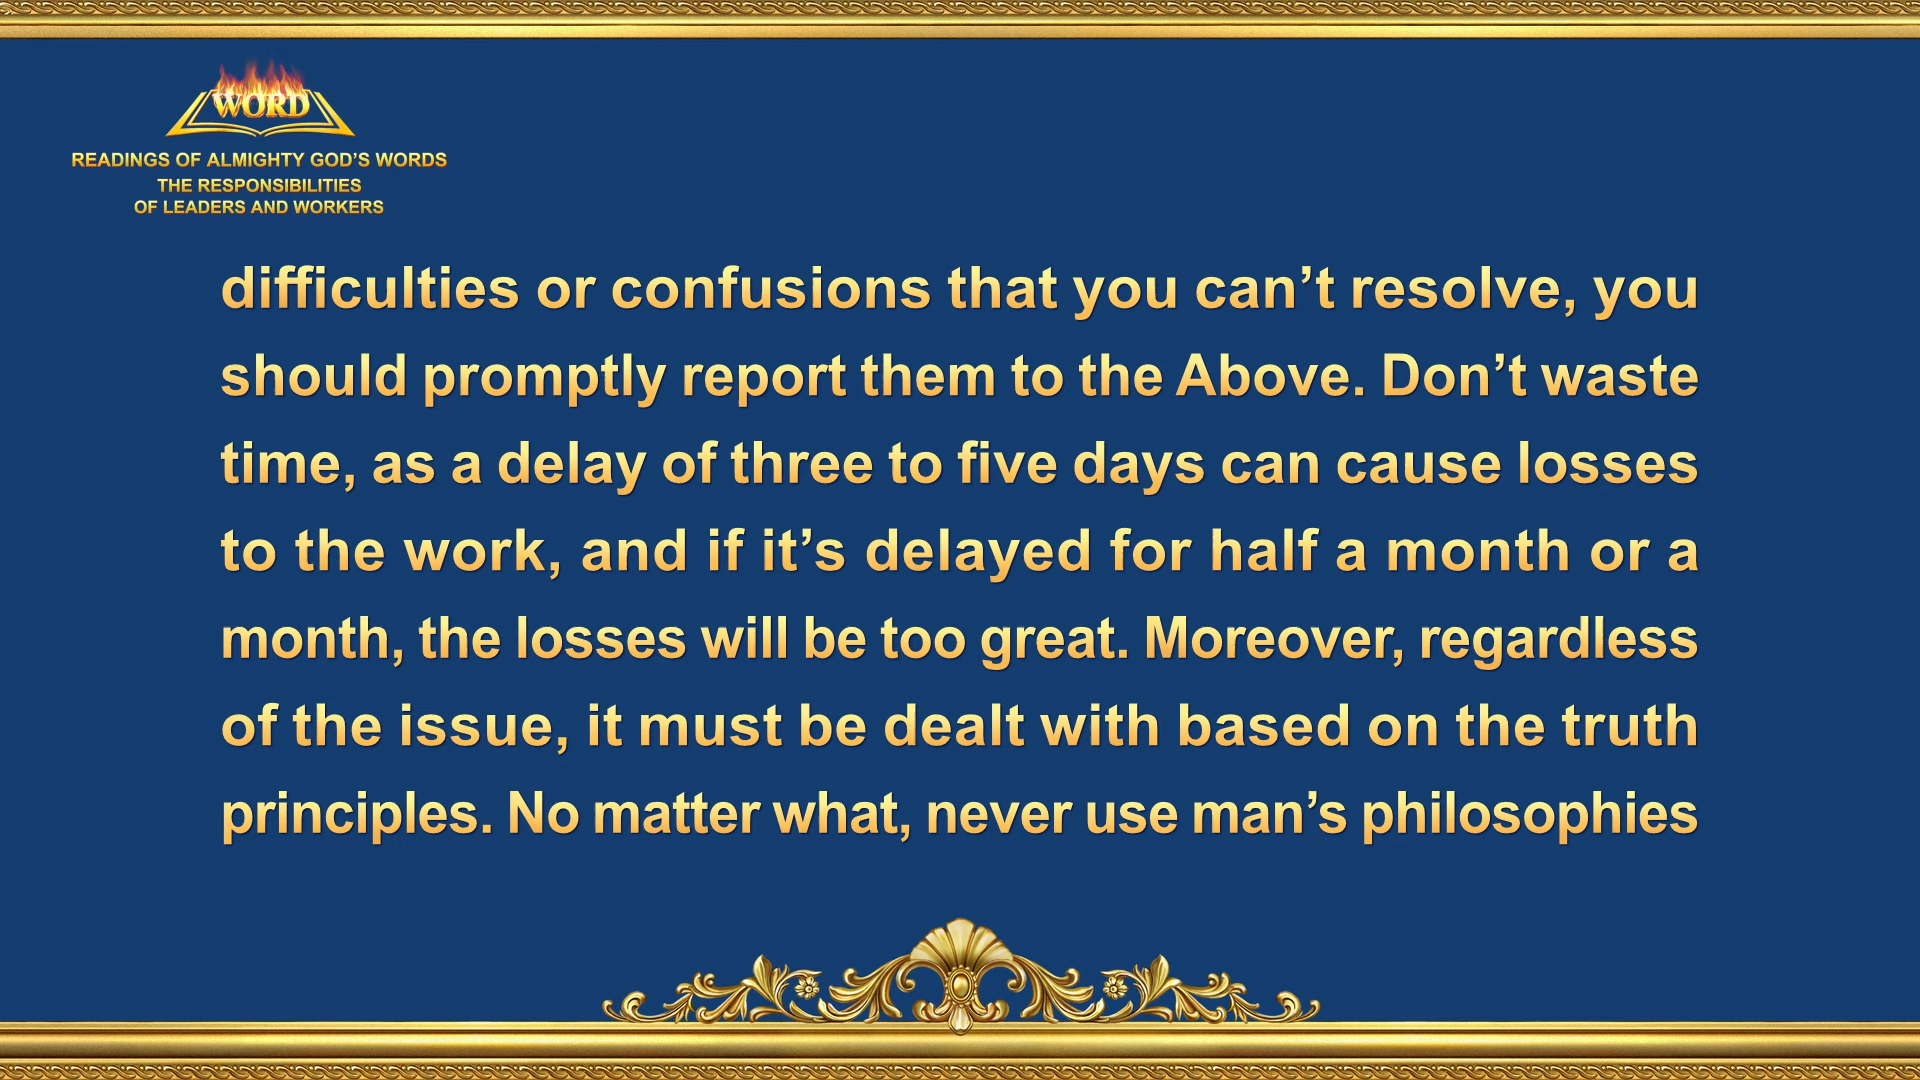 WORD
READINGS OF ALMIGHTY GOD’S WORDS
THE RESPONSIBILITIES
OF LEADERS AND WORKERS
difficulties or confusions that you can’t resolve, you
should promptly report them to the Above. Don’t waste
time, as a delay of three to five days can cause losses
to the work, and if it’s delayed for half a month or a
month, the losses will be too great. Moreover, regardless
of the issue, it must be dealt with based on the truth
principles. No matter what, never use man’s philosophies